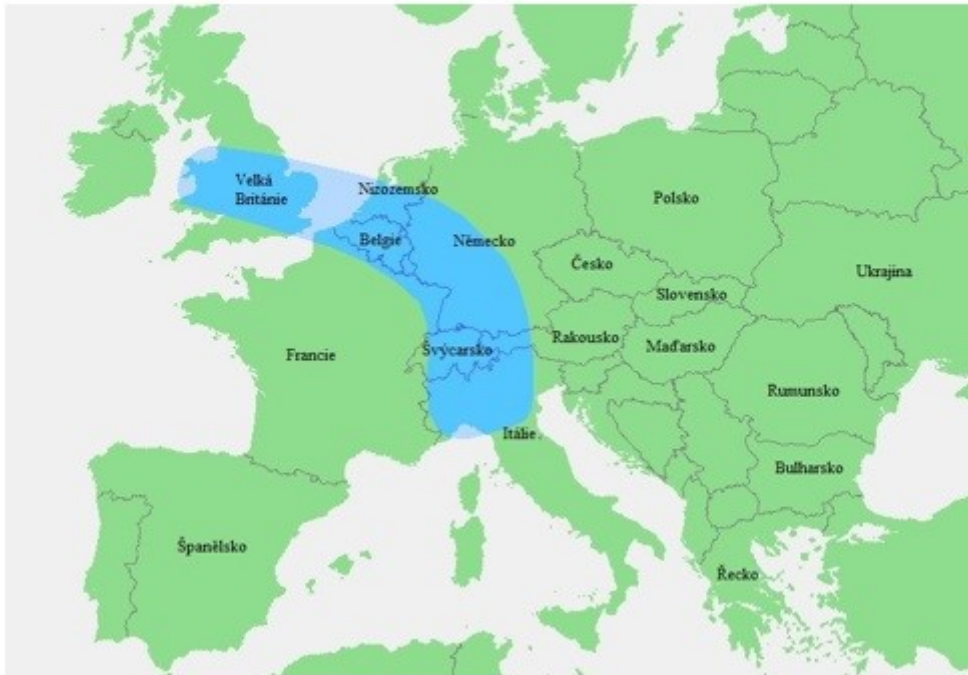 Velká
Británie
Nizozemsko
Polsko
Belgie
Německo
Česko
Ukrajina
Slovensko
Rakousko
Maďarsko
Francie
Švýcarsko
Rumunsko
Itálie
Bulharsko
Španělsko
Řecko